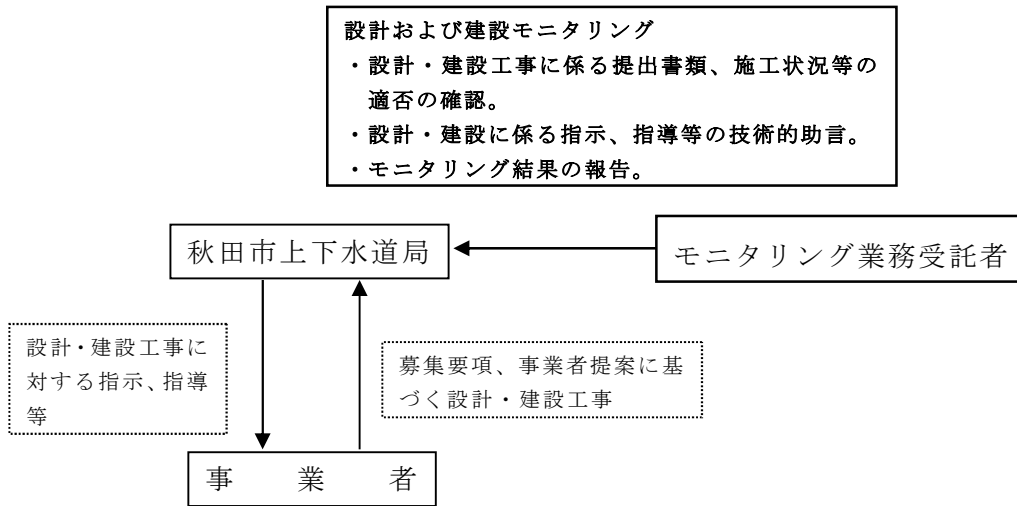 設計および建設モニタリング
・設計・建設工事に係る提出書類、施工状況等の
適否の確認。
・設計・建設に係る指示、指導等の技術的助言。
・モニタリング結果の報告。
秋田市上下水道局
モニタリング業務受託者
設計・建設工事に
対する指示、指導
等
募集要項、事業者提案に基
づく設計・建設工事
事　業　者